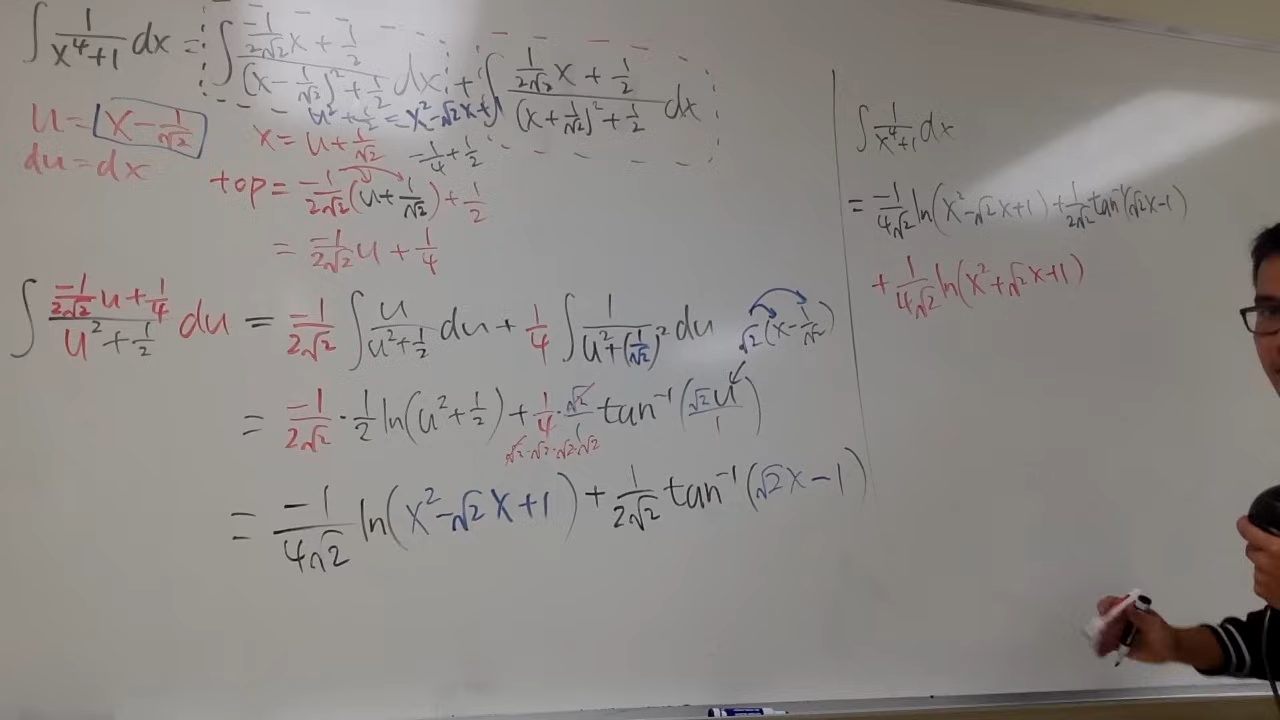 ∫ 1/(x⁴+1) dx = ∫ (-1/(2√2) x + 1/2)/((x - 1/√2)² + 1/2) dx + ∫ (1/(2√2) x + 1/2)/((x + 1/√2)² + 1/2) dx
u² + 1/2 = x² - √2x + 1
u = x - 1/√2
x = u + 1/√2
-1/4 + 1/2
du = dx
top = -1/(2√2) (u + 1/√2) + 1/2
= -1/(2√2) u + 1/4
∫ (-1/(2√2) u + 1/4)/(u² + 1/2) du = -1/(2√2) ∫ u/(u² + 1/2) du + 1/4 ∫ 1/(u² + (1/√2)²) du
√2(x - 1/√2)
= -1/(2√2) · 1/2 ln(u² + 1/2) + 1/4 · √2/1 tan⁻¹(√2u/1)
√2·√2·√2·√2
= -1/(4√2) ln(x² - √2x + 1) + 1/(2√2) tan⁻¹(√2x - 1)
∫ 1/(x⁴+1) dx
= -1/(4√2) ln(x² - √2x + 1) + 1/(2√2) tan⁻¹(√2x - 1)
+ 1/(4√2) ln(x² + √2x + 1)